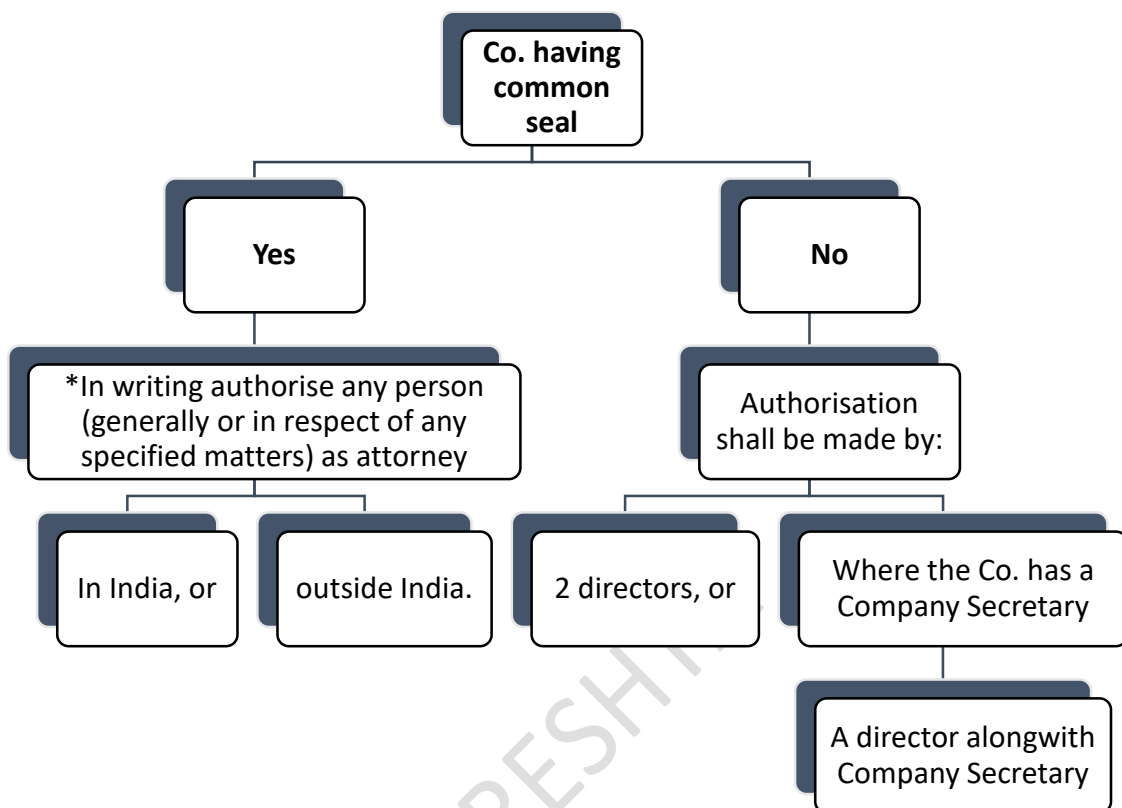 Co. having
common
seal
Yes
No
*In writing authorise any person
(generally or in respect of any
specified matters) as attorney
Authorisation
shall be made by:
In India, or
outside India.
2 directors, or
Where the Co. has a
Company Secretary
A director alongwith
Company Secretary